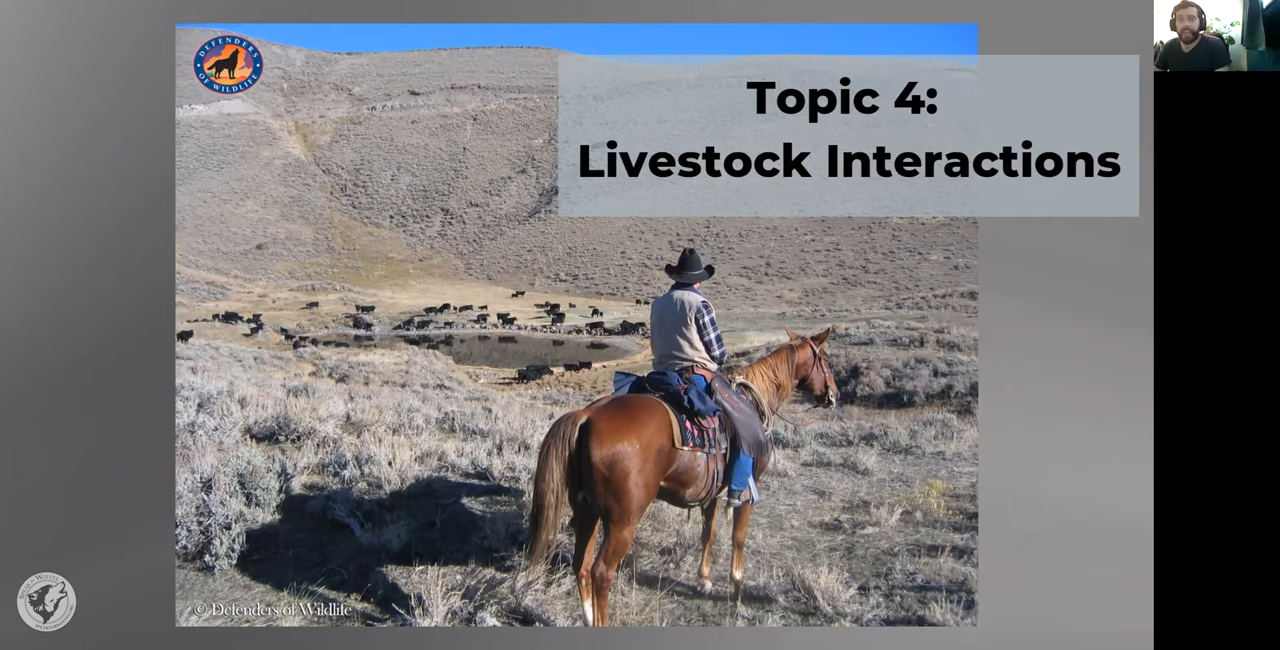 DEFENDERS
OF WILDLIFE
Topic 4:
Livestock Interactions
© Defenders of Wildlife